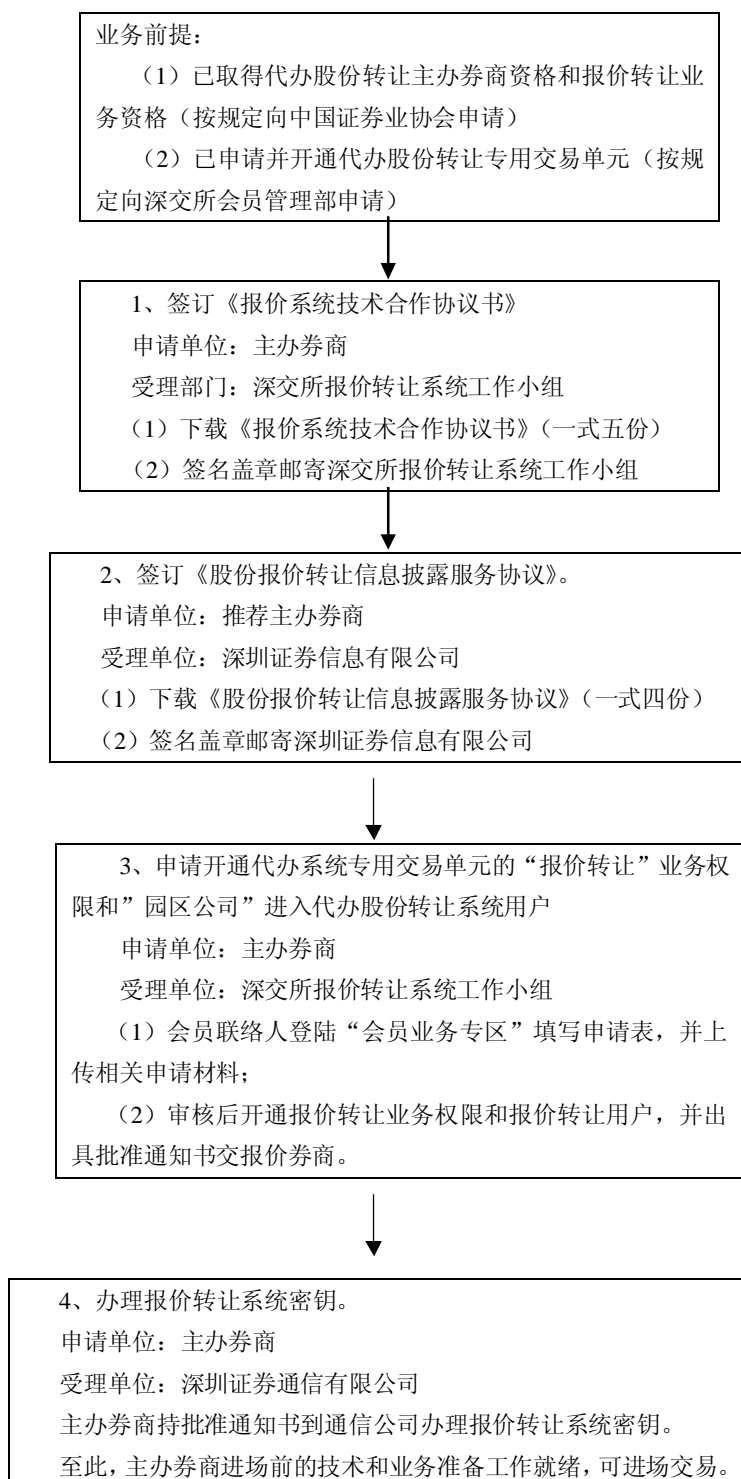 业务前提：
（1）已取得代办股份转让主办券商资格和报价转让业
务资格（按规定向中国证券业协会申请）
（2）已申请并开通代办股份转让专用交易单元（按规
定向深交所会员管理部申请）
1、签订《报价系统技术合作协议书》
申请单位：主办券商
受理部门：深交所报价转让系统工作小组
（1）下载《报价系统技术合作协议书》（一式五份）
（2）签名盖章邮寄深交所报价转让系统工作小组
2、签订《股份报价转让信息披露服务协议》。
申请单位：推荐主办券商
受理单位：深圳证券信息有限公司
（1）下载《股份报价转让信息披露服务协议》（一式四份）
（2）签名盖章邮寄深圳证券信息有限公司
3、申请开通代办系统专用交易单元的“报价转让”业务权
限和”园区公司”进入代办股份转让系统用户
申请单位：主办券商
受理单位：深交所报价转让系统工作小组
（1）会员联络人登陆“会员业务专区”填写申请表，并上
传相关申请材料；
（2）审核后开通报价转让业务权限和报价转让用户，并出
具批准通知书交报价券商。
4、办理报价转让系统密钥。
申请单位：主办券商
受理单位：深圳证券通信有限公司
主办券商持批准通知书到通信公司办理报价转让系统密钥。
至此，主办券商进场前的技术和业务准备工作就绪，可进场交易。